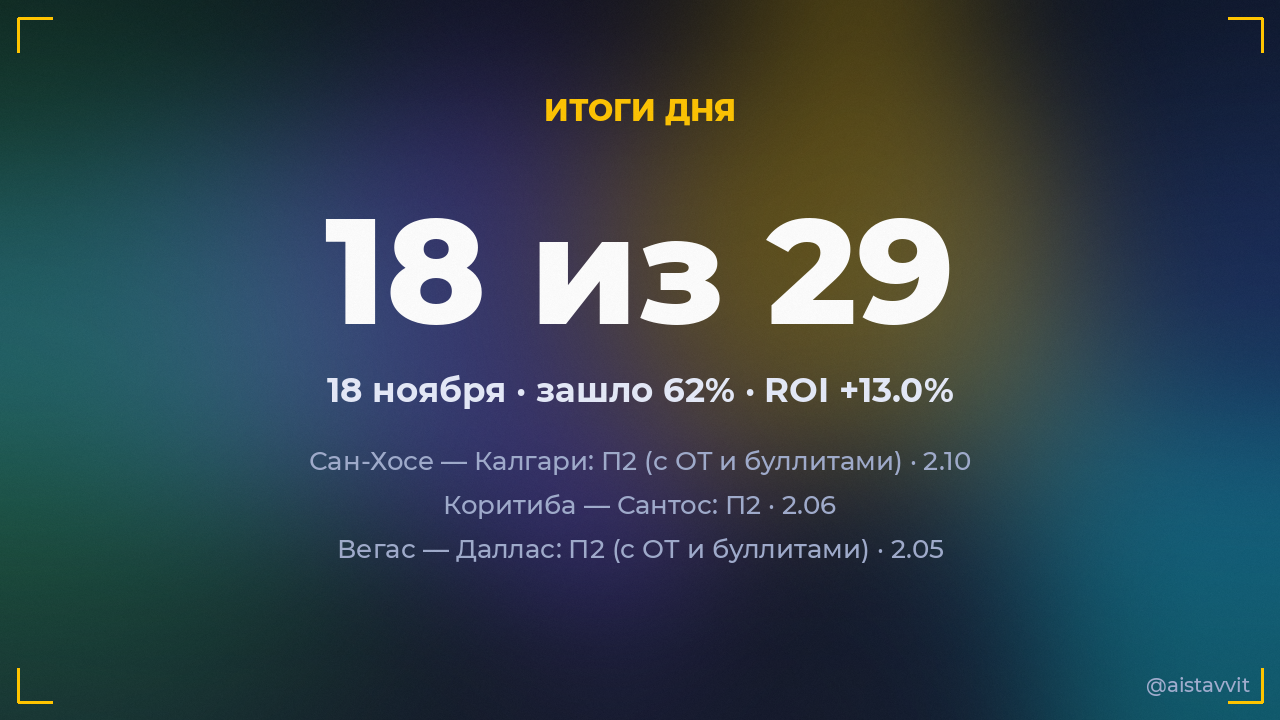 ИТОГИ ДНЯ
18 из 29
18 ноября · зашло 62% · ROI +13.0%
Сан-Хосе — Калгари: П2 (с ОТ и буллитами) · 2.10
Коритиба — Сантос: П2 · 2.06
Вегас — Даллас: П2 (с ОТ и буллитами) · 2.05
@aistavvit